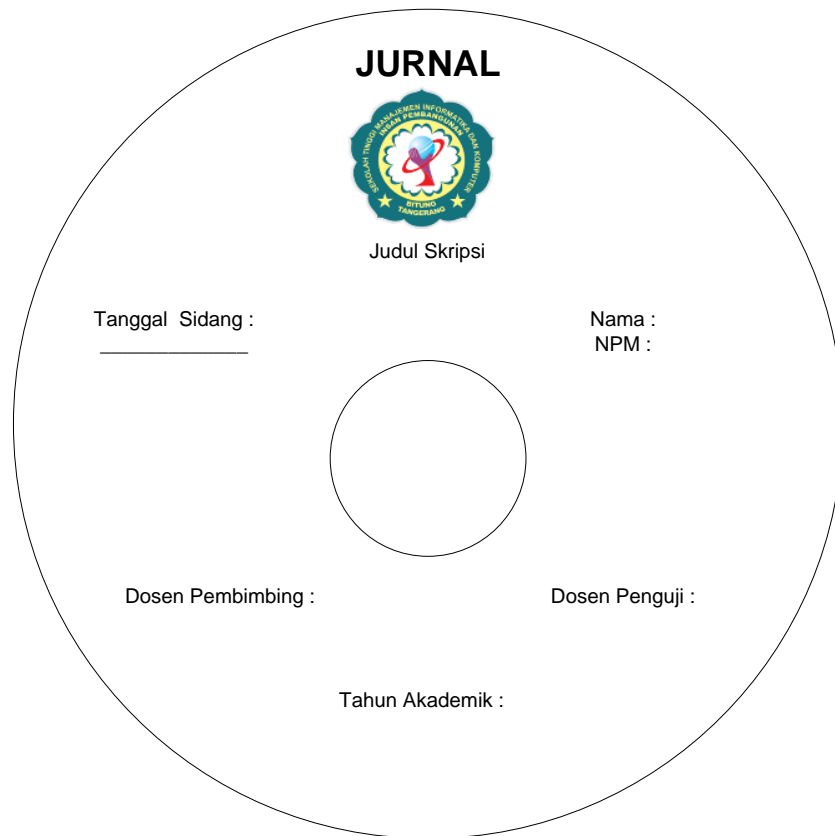 JURNAL
SEKOLAH TINGGI MANAJEMEN INFORMATIKA DAN KOMPUTER
INSAN PEMBANGUNAN
BITUNG
TANGERANG
Judul Skripsi
Tanggal Sidang :
______________
Nama :
NPM :
Dosen Pembimbing :
Dosen Penguji :
Tahun Akademik :